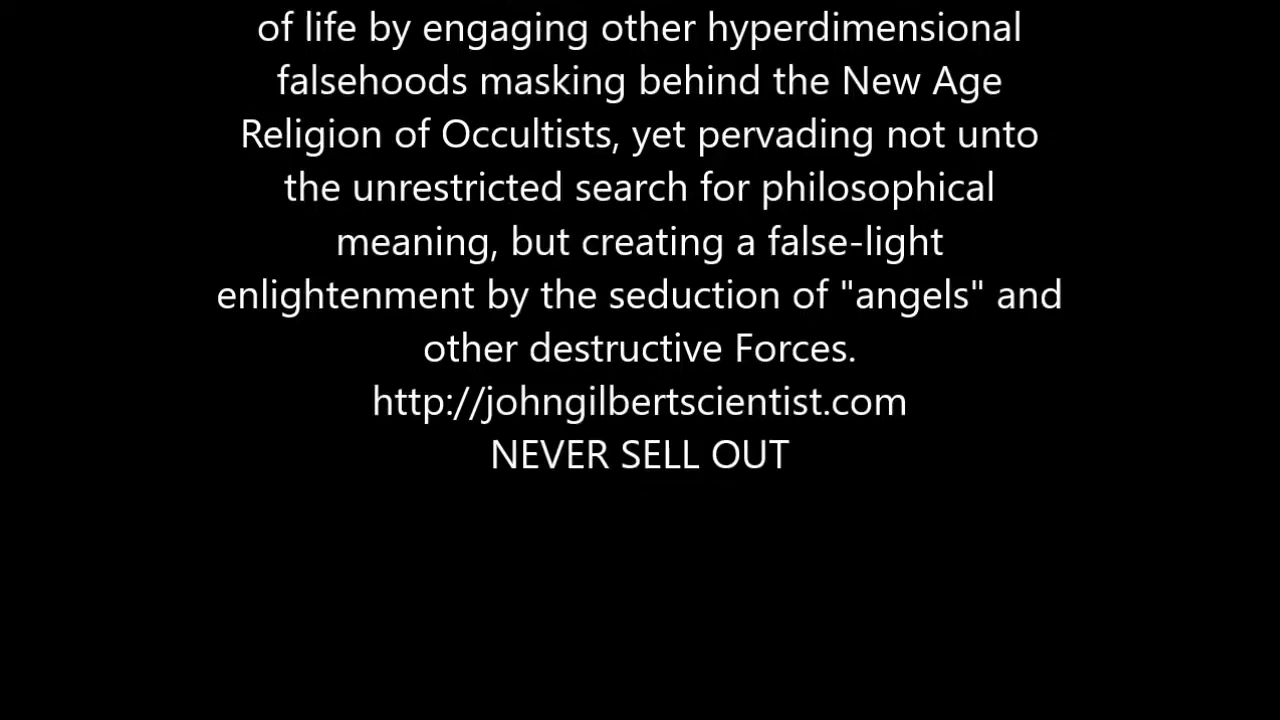 of life by engaging other hyperdimensional
falsehoods masking behind the New Age
Religion of Occultists, yet pervading not unto
the unrestricted search for philosophical
meaning, but creating a false-light
enlightenment by the seduction of "angels" and
other destructive Forces.
http://johngilbertscientist.com
NEVER SELL OUT